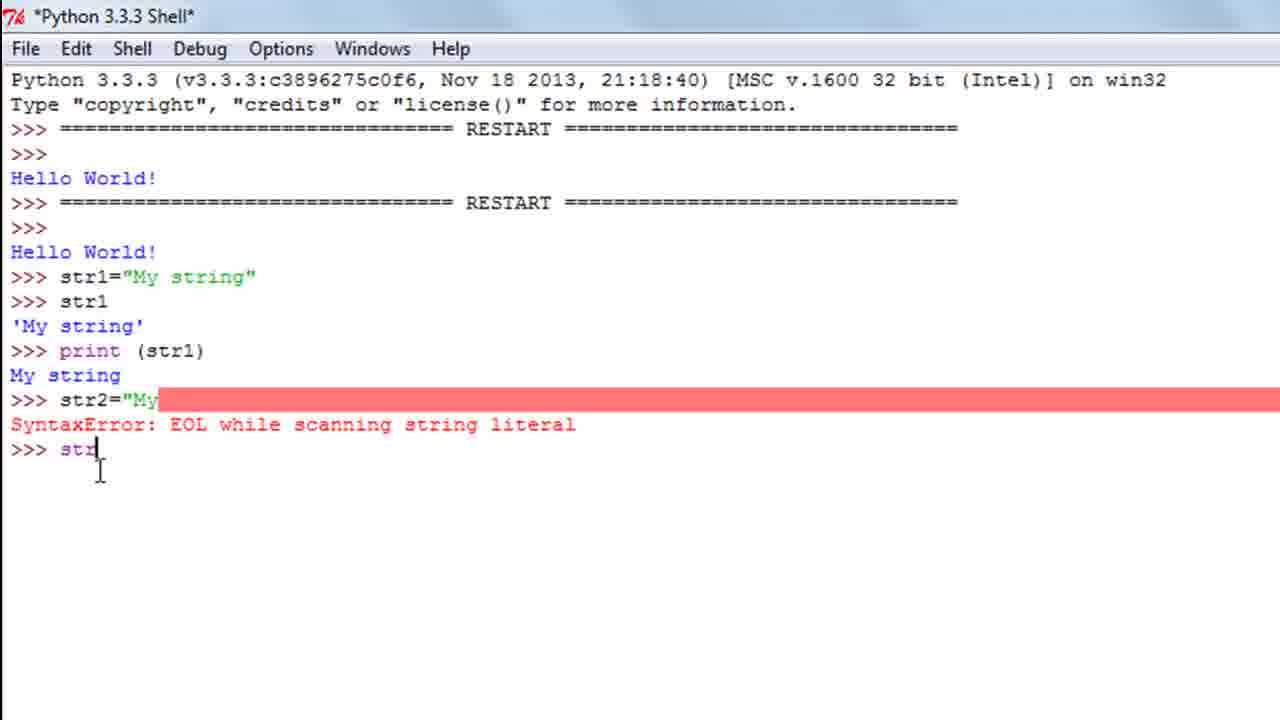 *Python 3.3.3 Shell*
File Edit Shell Debug Options Windows Help
Python 3.3.3 (v3.3.3:c3896275c0f6, Nov 18 2013, 21:18:40) [MSC v.1600 32 bit (Intel)] on win32
Type "copyright", "credits" or "license()" for more information.
>>> ================================ RESTART ================================
>>>
Hello World!
>>> ================================ RESTART ================================
>>>
Hello World!
>>> str1="My string"
>>> str1
'My string'
>>> print (str1)
My string
>>> str2="My
SyntaxError: EOL while scanning string literal
>>> str